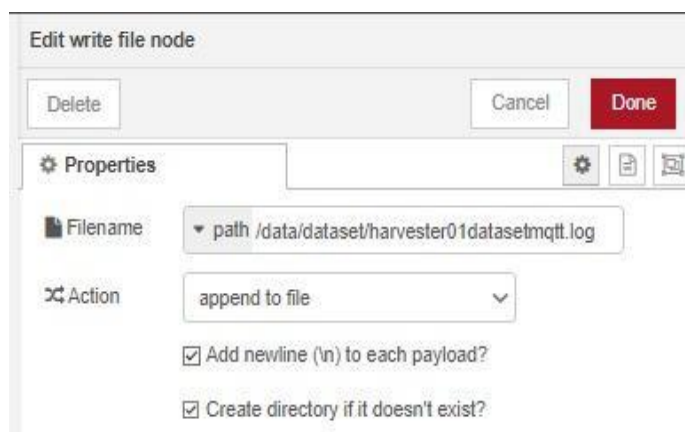 Edit write file node
Delete Cancel Done
Properties
Filename path /data/dataset/harvester01datasetmqtt.log
Action append to file
Add newline (\n) to each payload?
Create directory if it doesn't exist?